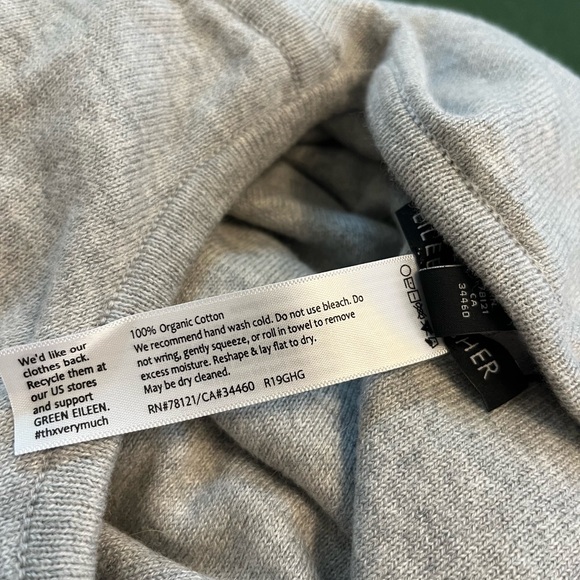 We'd like our
clothes back.
Recycle them at
our US stores
and support
GREEN EILEEN.
#thxverymuch
100% Organic Cotton
We recommend hand wash cold. Do not use bleach. Do
not wring, gently squeeze, or roll in towel to remove
excess moisture. Reshape & lay flat to dry.
May be dry cleaned.
RN#78121/CA#34460 R19GHG
EILEE
HER
78121
CA
34460